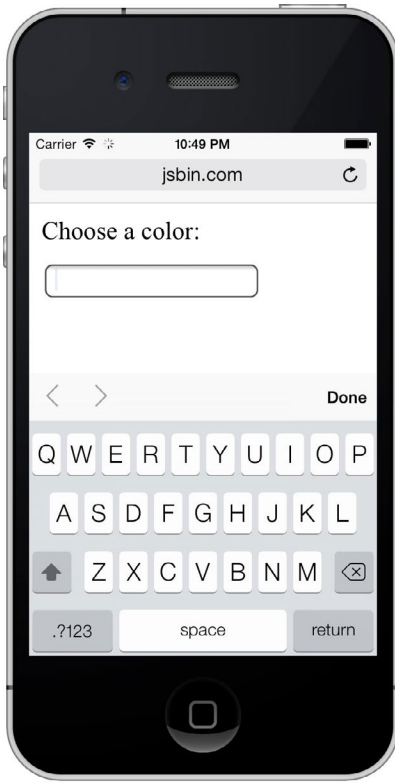 Carrier 10:49 PM
jsbin.com
Choose a color:
Done
Q W E R T Y U I O P
A S D F G H J K L
Z X C V B N M
.?123 space return